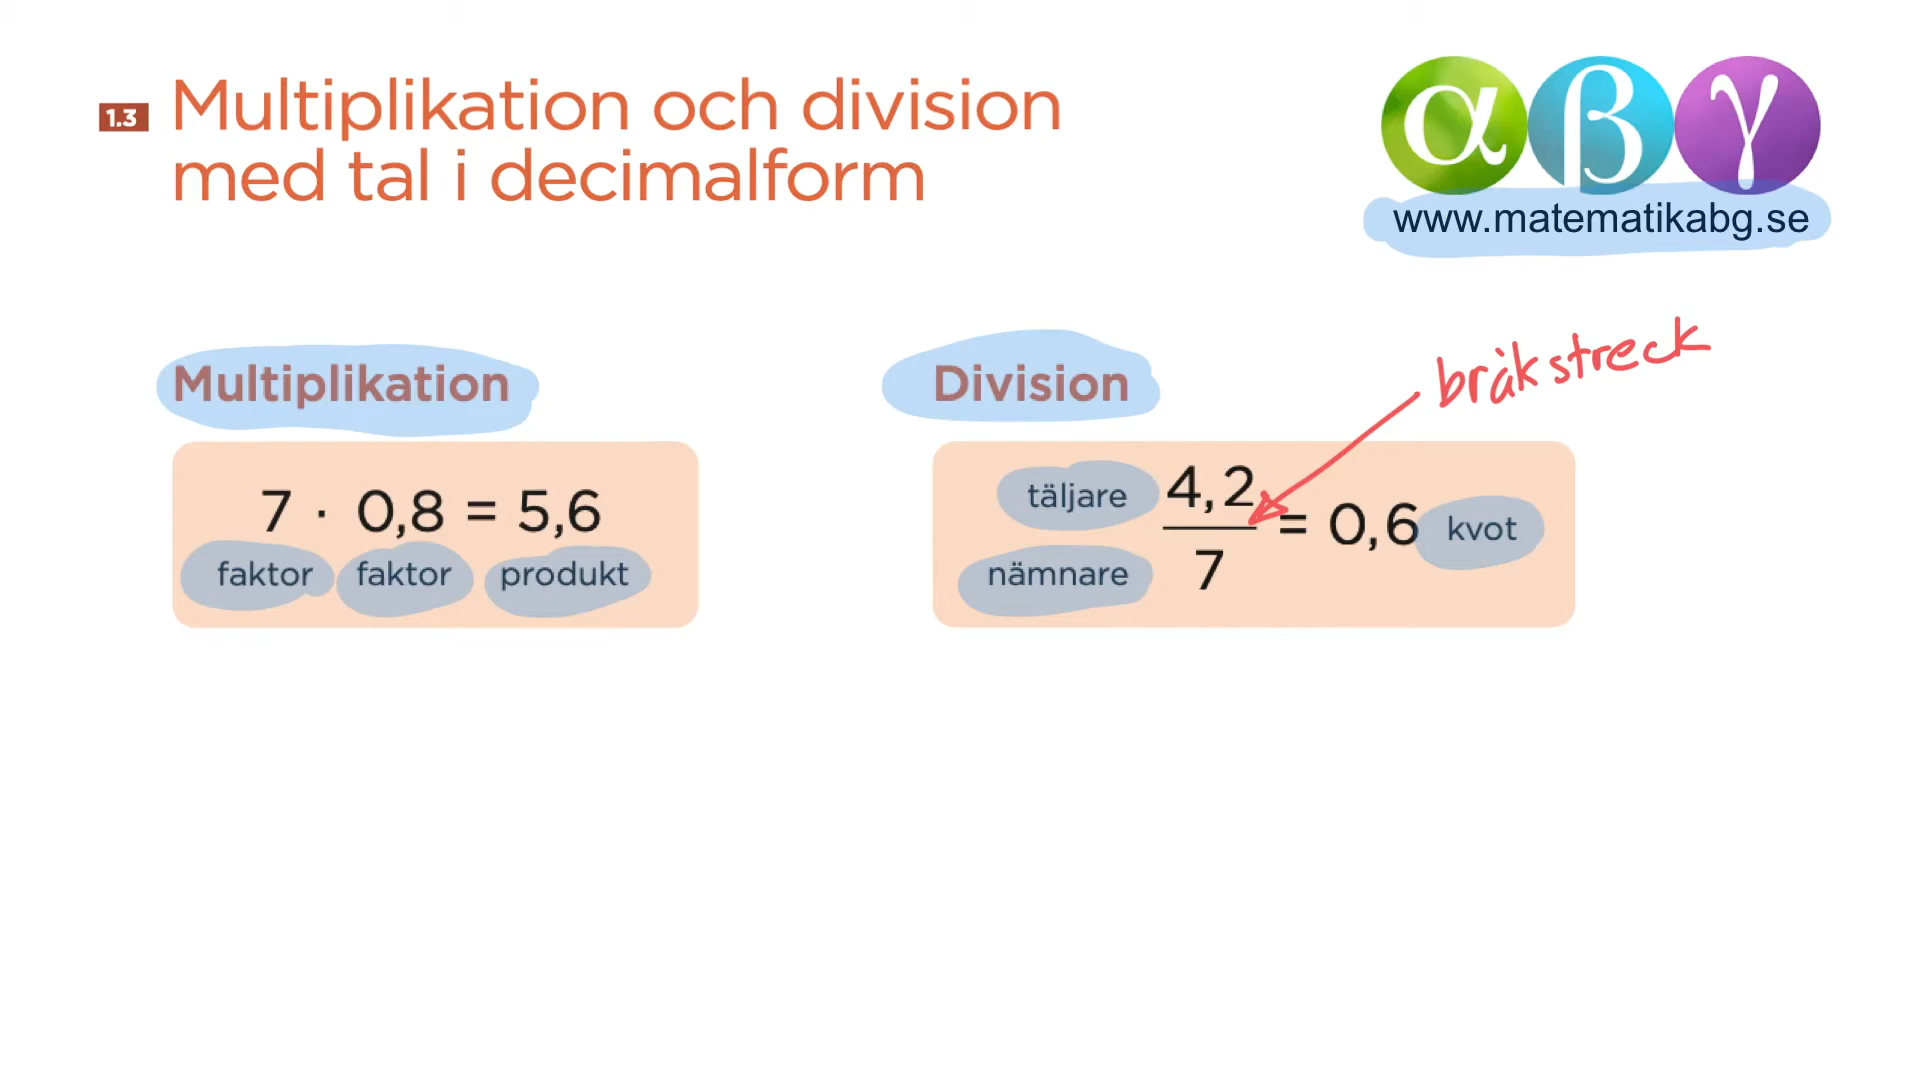 1.3 Multiplikation och division
med tal i decimalform
αβγ
www.matematikabg.se
Multiplikation
7 · 0,8 = 5,6
faktor faktor produkt
Division
bråkstreck
täljare 4,2
= 0,6 kvot
nämnare 7